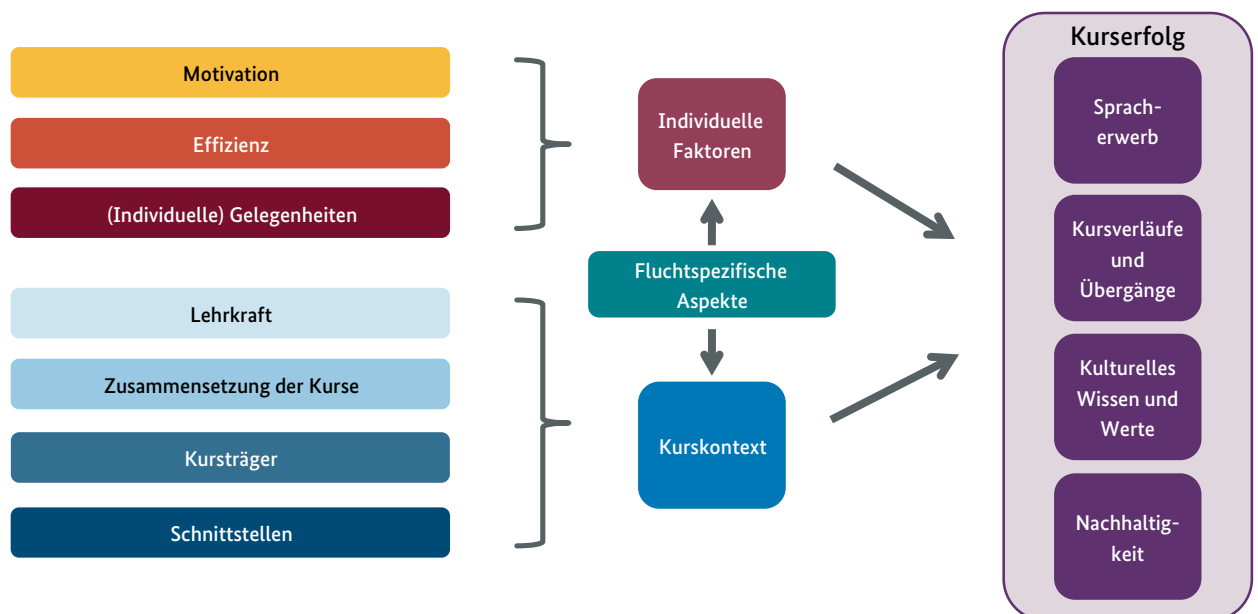 Motivation
Effizienz
(Individuelle) Gelegenheiten
Lehrkraft
Zusammensetzung der Kurse
Kursträger
Schnittstellen
Individuelle
Faktoren
Fluchtspezifische
Aspekte
Kurskontext
Kurserfolg
Sprach-
erwerb
Kursverläufe
und
Übergänge
Kulturelles
Wissen und
Werte
Nachhaltig-
keit